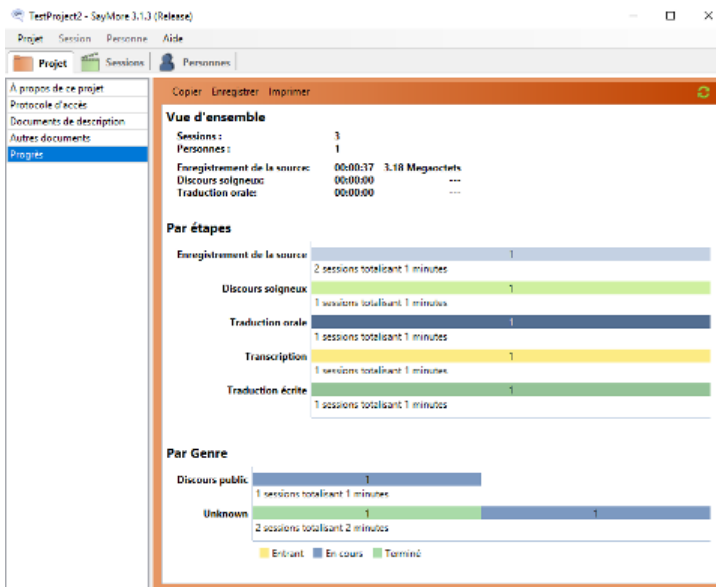 TestProject2 - SayMore 3.1.3 (Release)
Projet Session Personne Aide
Projet Sessions Personnes
À propos de ce projet
Protocole d'accès
Documents de description
Autres documents
Progrès
Copier Enregistrer Imprimer
Vue d'ensemble
Sessions : 3
Personnes : 1
Enregistrement de la source: 00:00:37 3.18 Megaoctets
Discours soigneux: 00:00:00 ---
Traduction orale: 00:00:00 ---
Par étapes
Enregistrement de la source 1
2 sessions totalisant 1 minutes
Discours soigneux 1
1 sessions totalisant 1 minutes
Traduction orale 1
1 sessions totalisant 1 minutes
Transcription 1
1 sessions totalisant 1 minutes
Traduction écrite 1
1 sessions totalisant 1 minutes
Par Genre
Discours public 1
1 sessions totalisant 1 minutes
Unknown 1 1
2 sessions totalisant 2 minutes
Entrant En cours Terminé